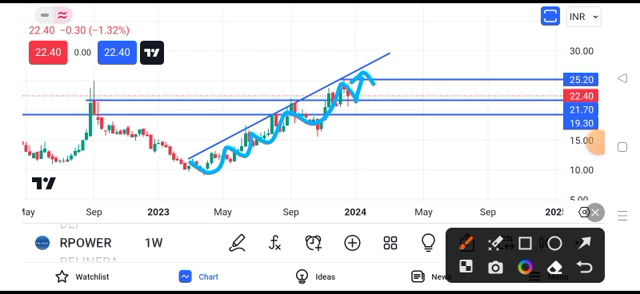 INR
22.40 −0.30 (−1.32%)
22.40 0.00 22.40
30.00
25.20
22.40
21.70
19.30
15.00
10.00
5.00
May Sep 2023 May Sep 2024 May Sep 2025
RPOWER 1W
RELINFRA
Watchlist Chart Ideas News